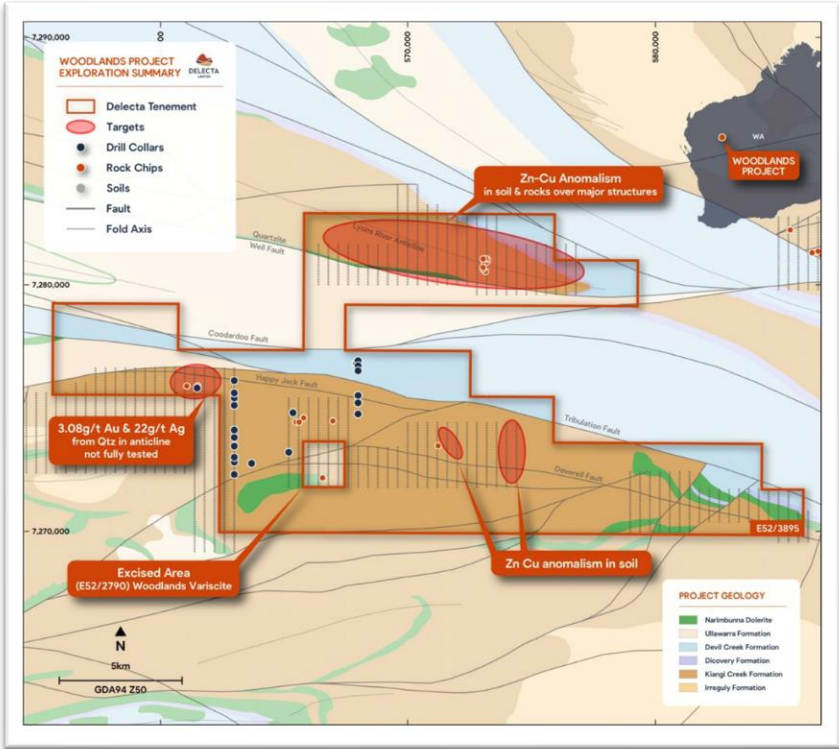 7,290,000
00
570,000
580,000
WOODLANDS PROJECT
EXPLORATION SUMMARY
DELECTA
LIMITED
Delecta Tenement
Targets
Drill Collars
Rock Chips
Soils
Fault
Fold Axis
WA
WOODLANDS
PROJECT
Zn-Cu Anomalism
in soil & rocks over major structures
Quartzite
Well Fault
Lyons River Anticline
7,280,000
Coodardoo Fault
Happy Jack Fault
3.08g/t Au & 22g/t Ag
from Qtz in anticline
not fully tested
Tribulation Fault
Deverell Fault
7,270,000
E52/3895
Excised Area
(E52/2790) Woodlands Variscite
Zn Cu anomalism in soil
N
5km
GDA94 Z50
PROJECT GEOLOGY
Narimbunna Dolerite
Ullawarra Formation
Devil Creek Formation
Dicovery Formation
Kiangi Creek Formation
Irreguly Formation